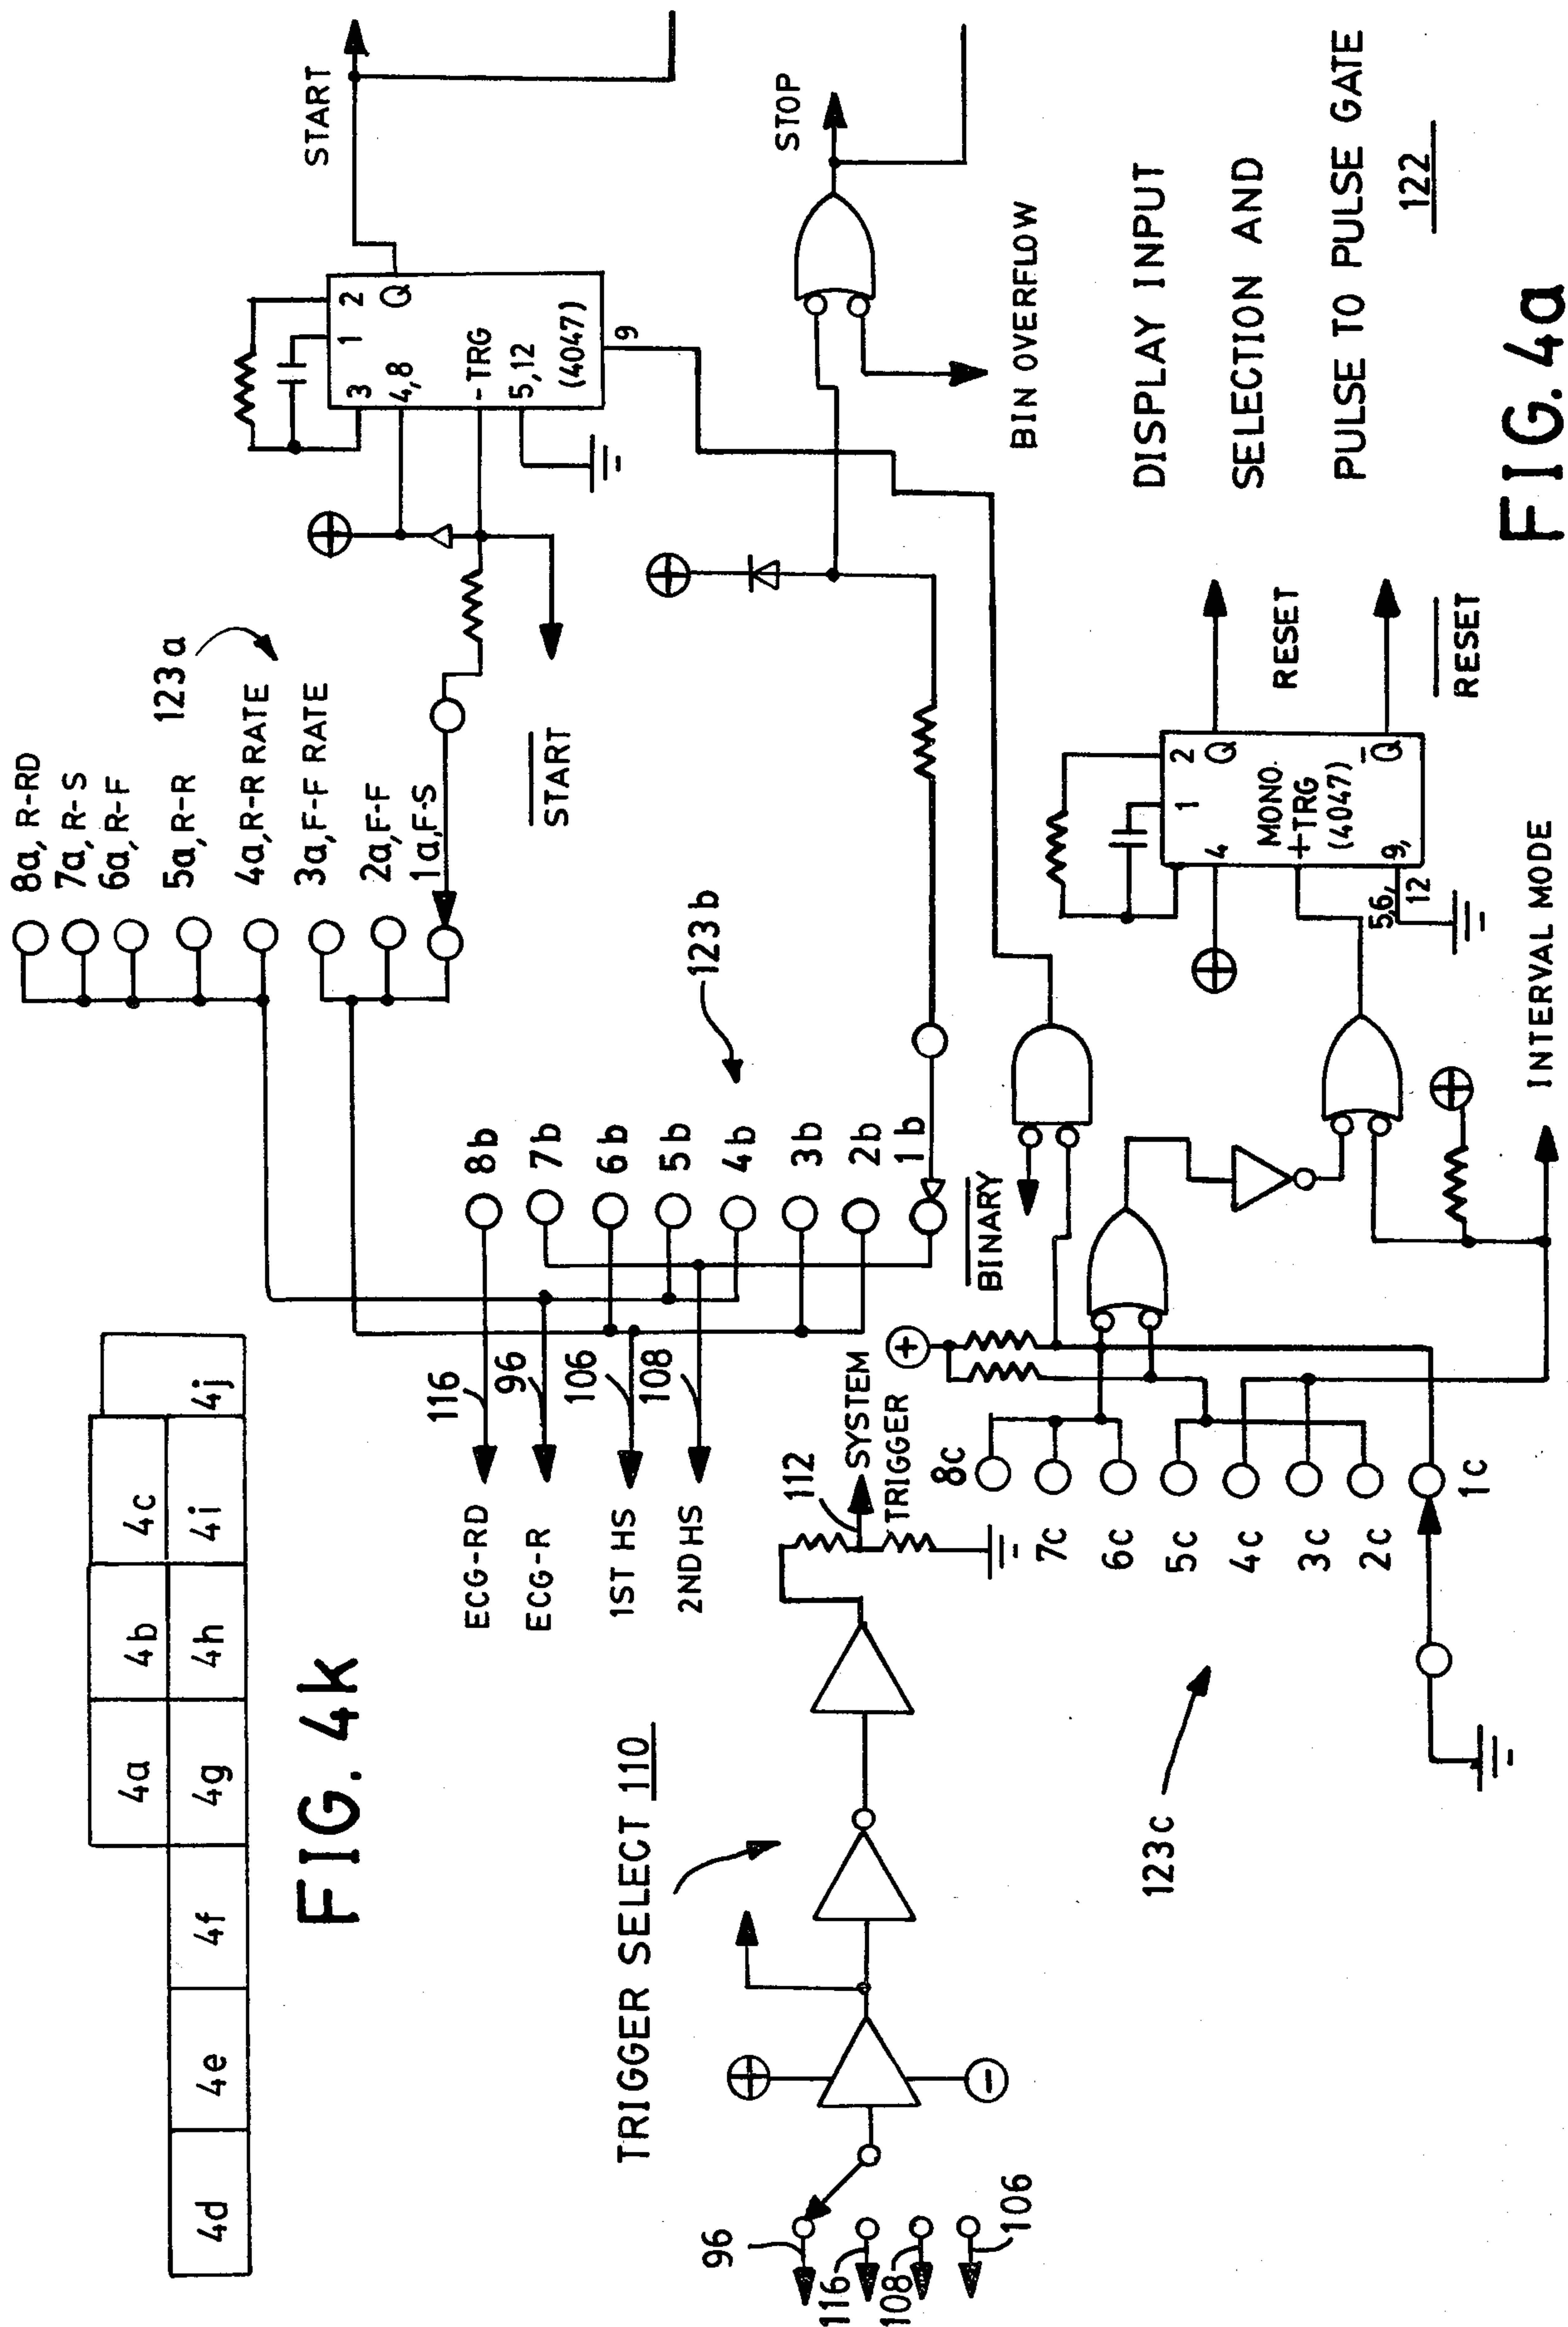 4d
4e
4f
4a
4g
4b
4h
4c
4i
4j
FIG. 4k
8a, R-RD
7a, R-S
6a, R-F
5a, R-R
4a, R-R RATE
3a, F-F RATE
2a, F-F
1a, F-S
123a
START
START
3
1
2
4,8
Q
-TRG
5,12
(4047)
9
8b
7b
6b
5b
4b
3b
2b
1b
123b
116
96
106
108
ECG-RD
ECG-R
1ST HS
2ND HS
STOP
BIN OVERFLOW
TRIGGER SELECT 110
96
116
108
106
112
SYSTEM
TRIGGER
BINARY
8c
7c
6c
5c
4c
3c
2c
1c
123c
4
1
2
Q
MONO.
+TRG
(4047)
Q
9,
5,6,
12
RESET
RESET
INTERVAL MODE
DISPLAY INPUT
SELECTION AND
PULSE TO PULSE GATE
122
FIG. 4a